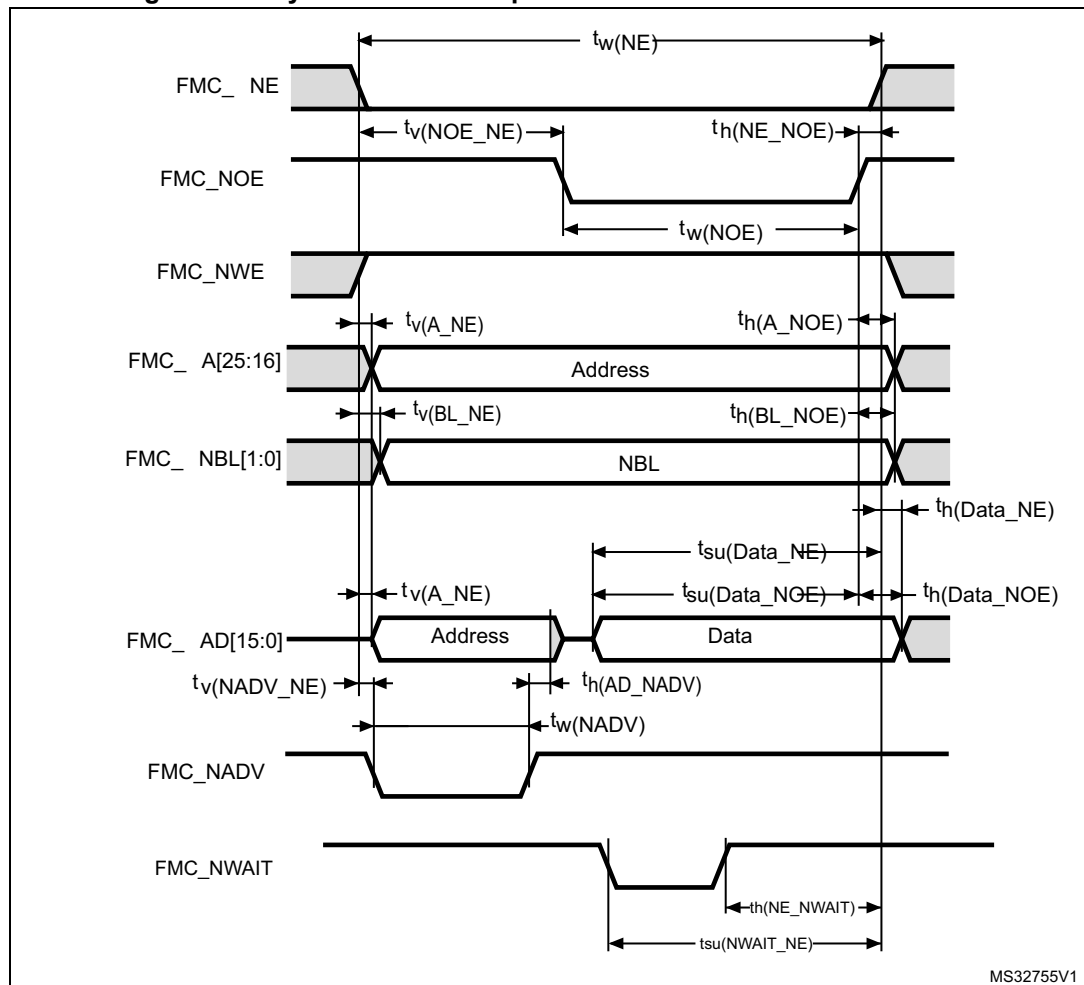 tw(NE)
FMC_ NE
tv(NOE_NE)
th(NE_NOE)
FMC_NOE
tw(NOE)
FMC_NWE
tv(A_NE)
th(A_NOE)
FMC_ A[25:16]
Address
tv(BL_NE)
th(BL_NOE)
FMC_ NBL[1:0]
NBL
th(Data_NE)
tsu(Data_NE)
tv(A_NE)
tsu(Data_NOE)
th(Data_NOE)
FMC_ AD[15:0]
Address
Data
tv(NADV_NE)
th(AD_NADV)
tw(NADV)
FMC_NADV
FMC_NWAIT
th(NE_NWAIT)
tsu(NWAIT_NE)
MS32755V1